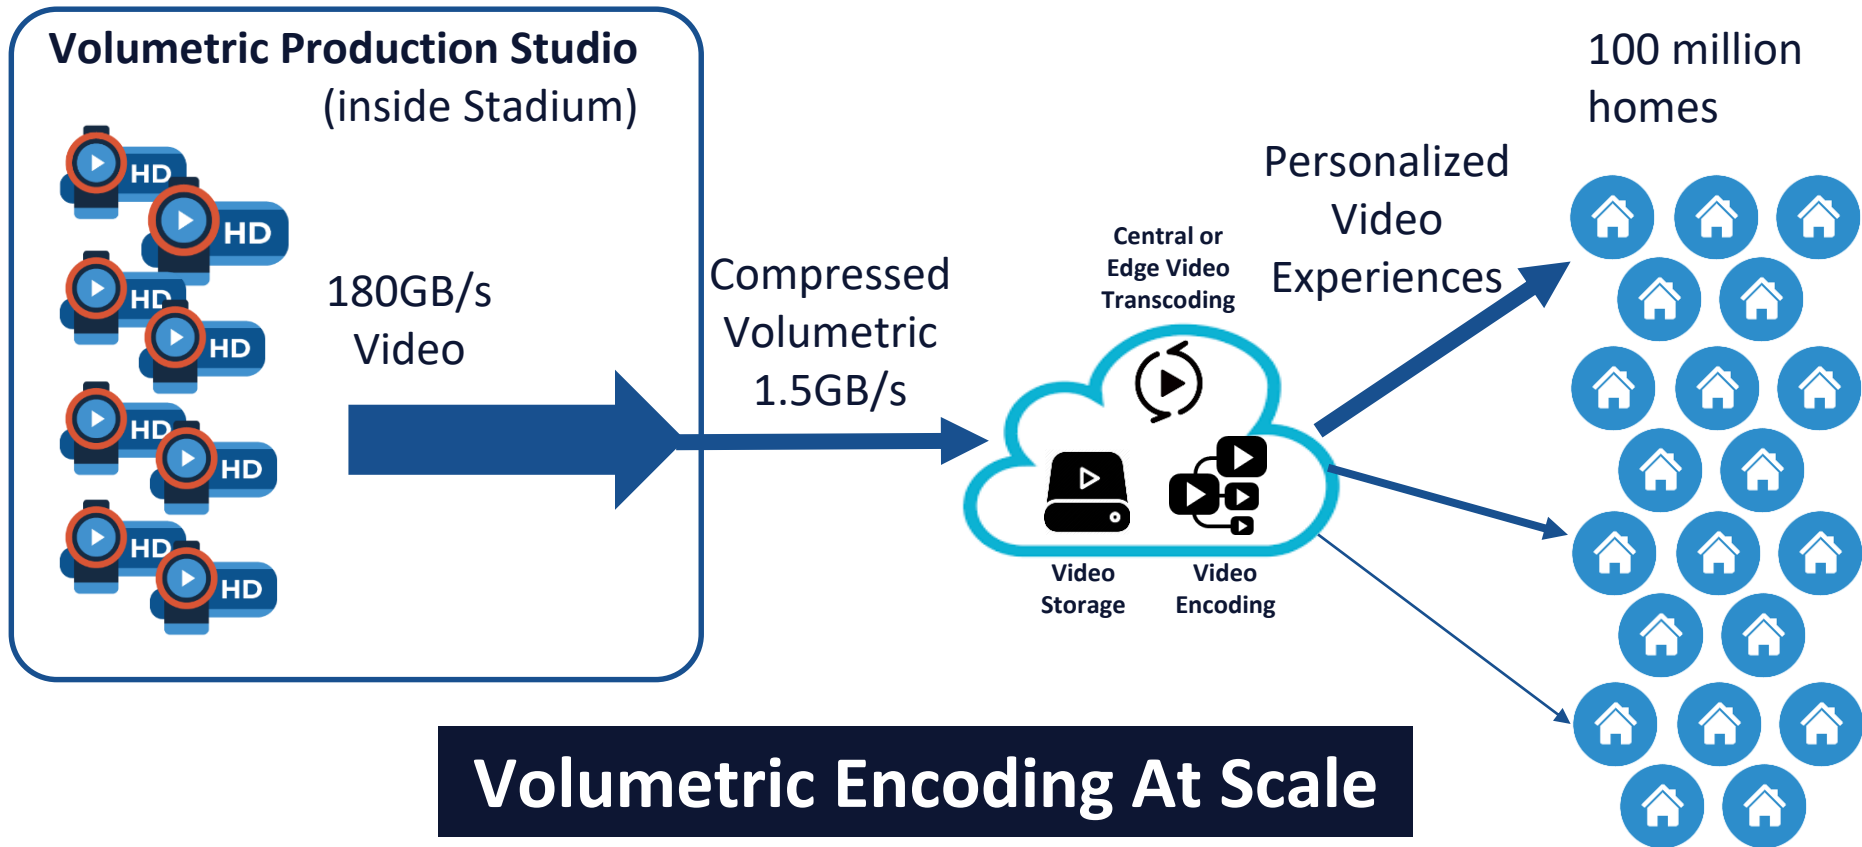 Volumetric Production Studio
(inside Stadium)
HD
HD
HD
HD
HD
HD
HD
HD
180GB/s
Video
Compressed
Volumetric
1.5GB/s
Central or
Edge Video
Transcoding
Video
Storage
Video
Encoding
Personalized
Video
Experiences
100 million
homes
Volumetric Encoding At Scale